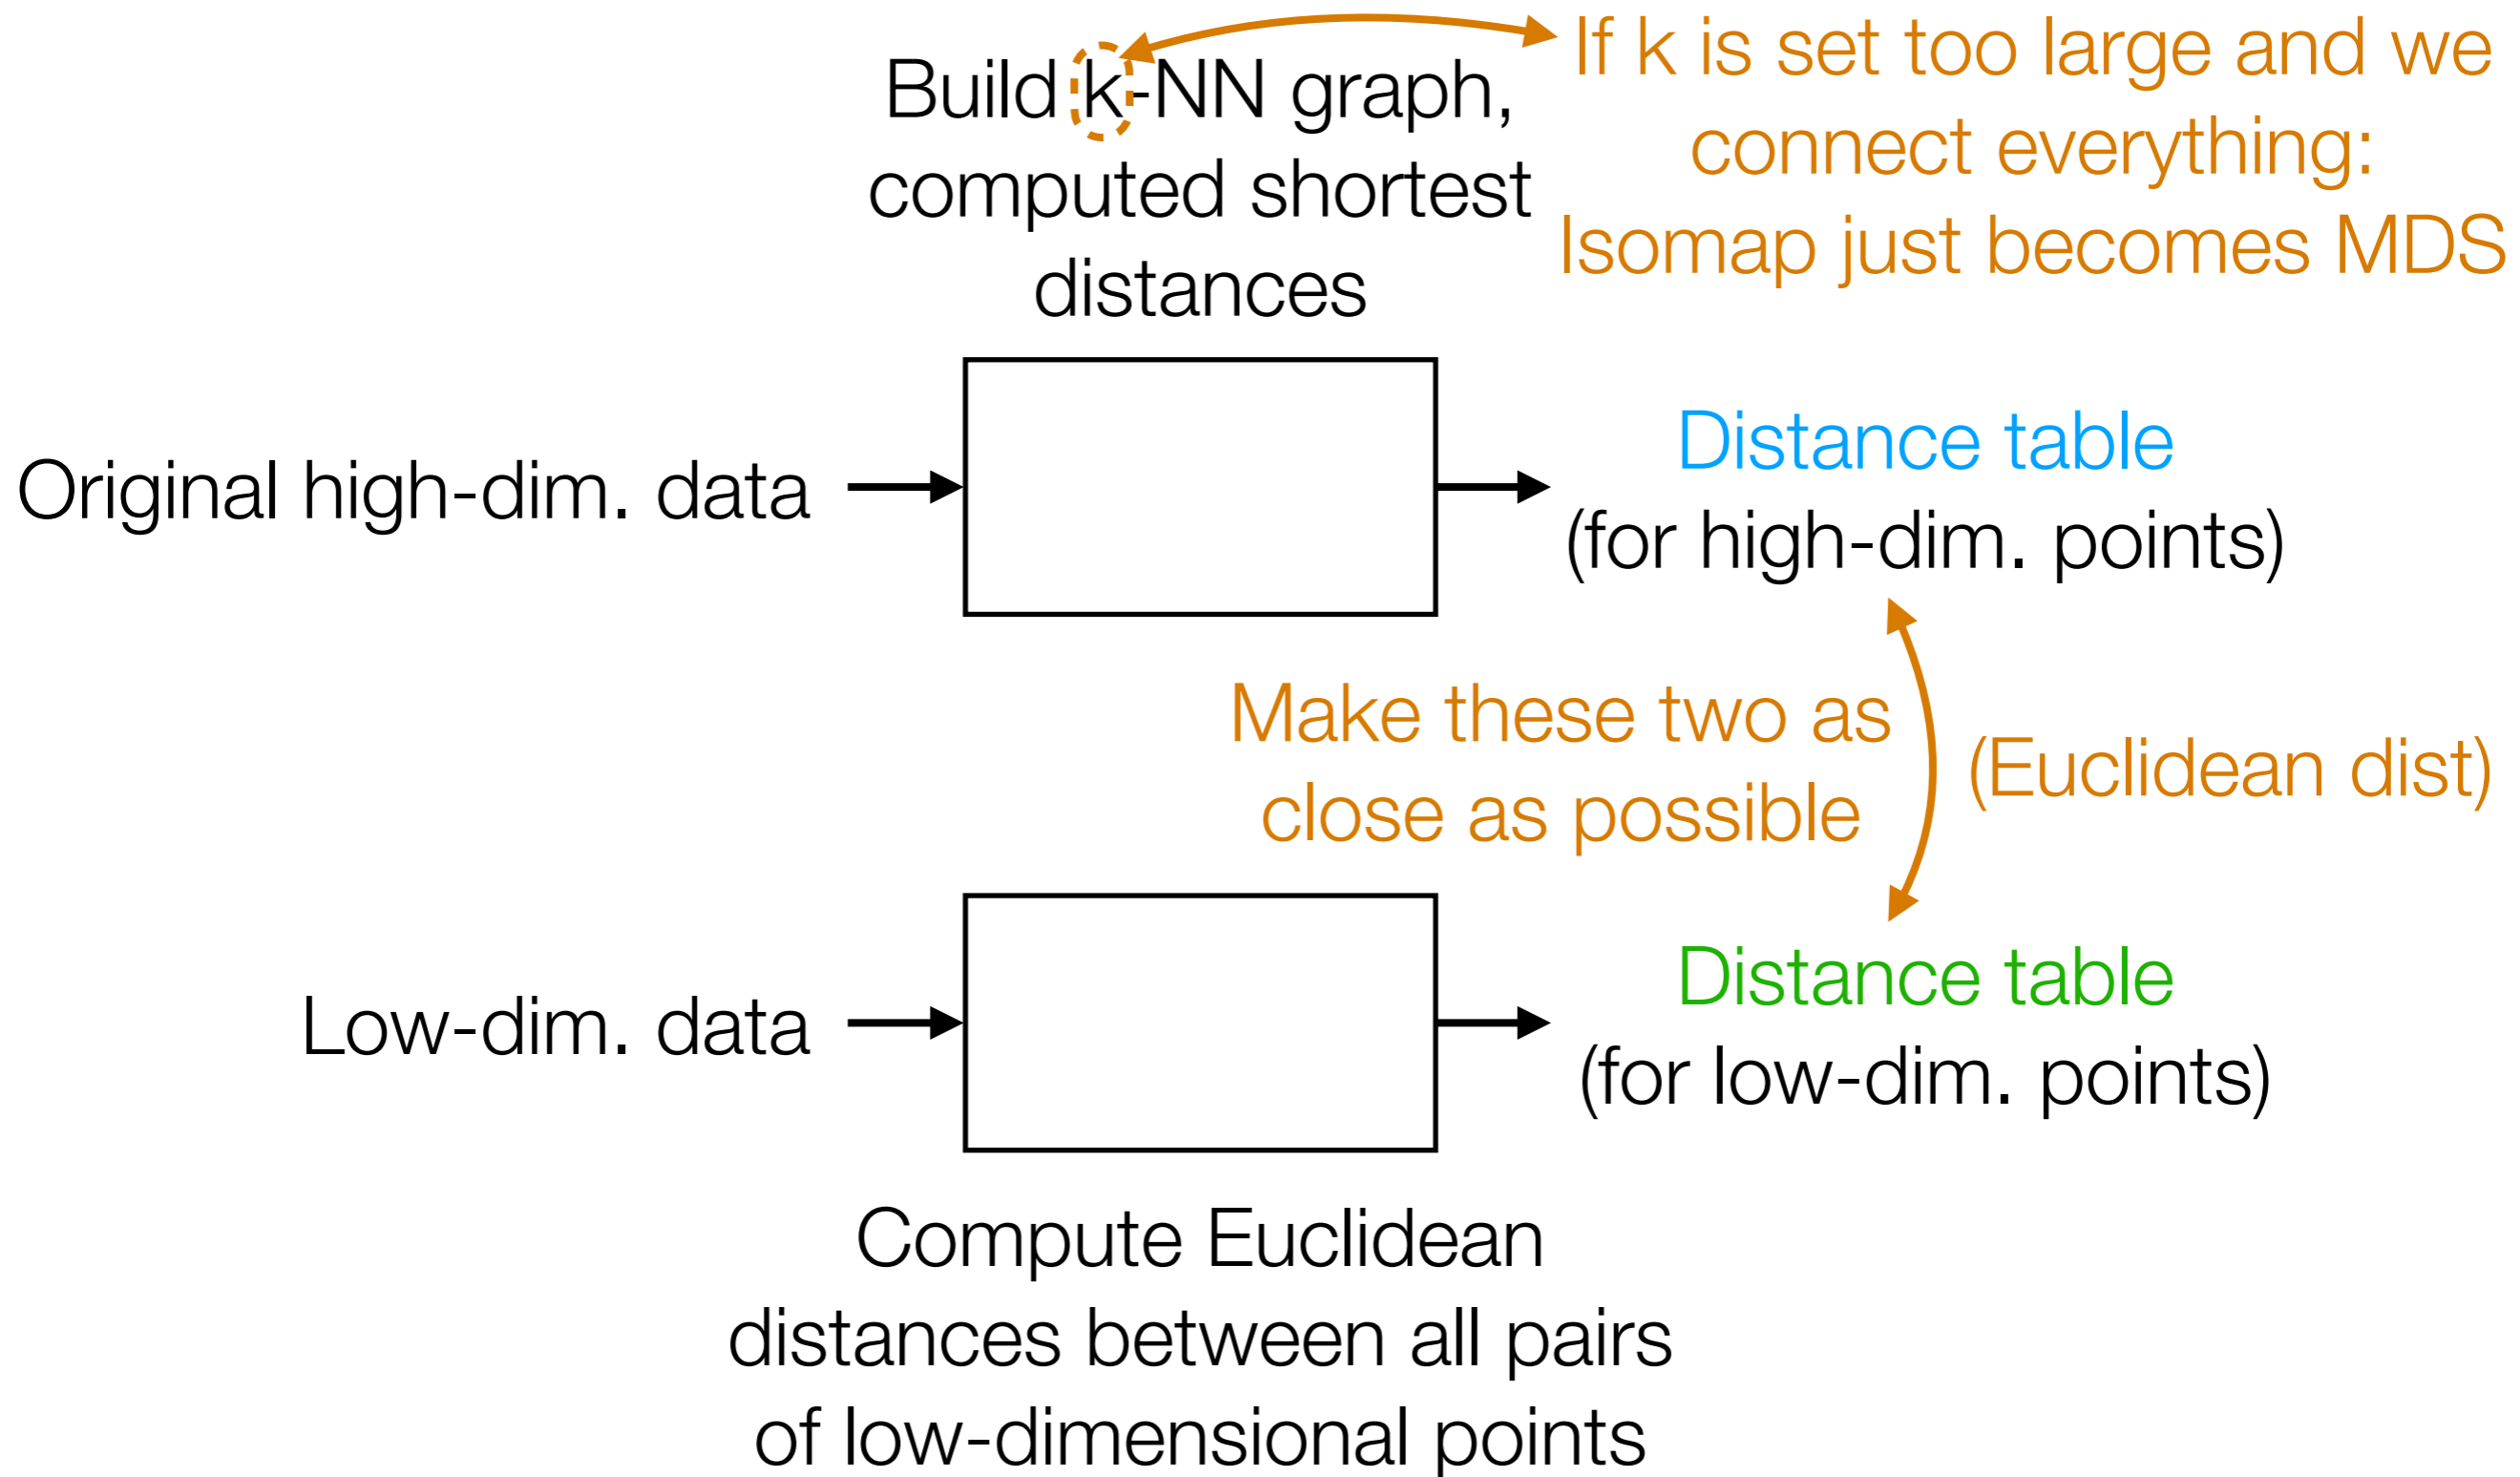 Build k-NN graph,
computed shortest
distances
If k is set too large and we
connect everything:
Isomap just becomes MDS
Original high-dim. data
Distance table
(for high-dim. points)
Make these two as
close as possible
(Euclidean dist)
Low-dim. data
Distance table
(for low-dim. points)
Compute Euclidean
distances between all pairs
of low-dimensional points